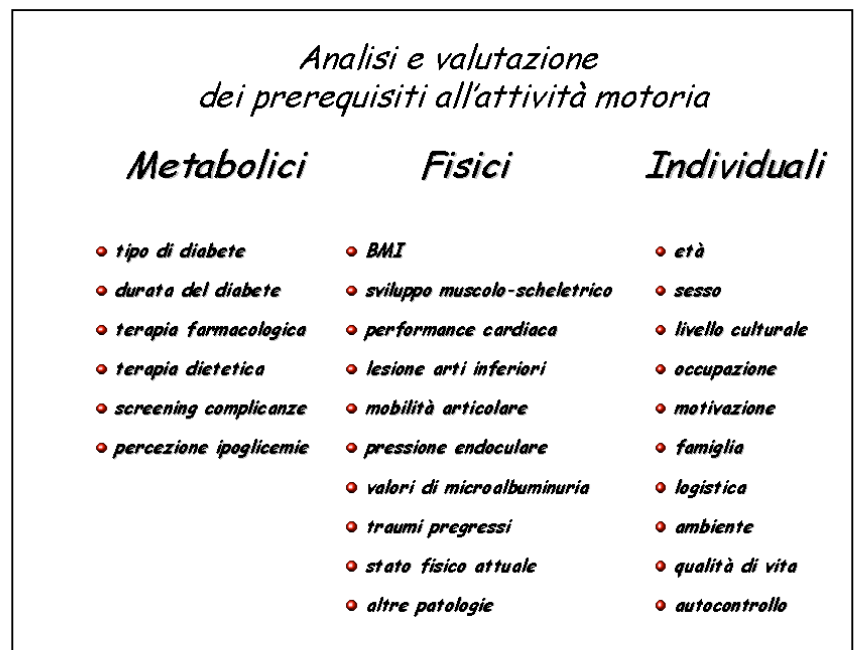 Analisi e valutazione
dei prerequisiti all'attività motoria
Metabolici
tipo di diabete
durata del diabete
terapia farmacologica
terapia dietetica
screening complicanze
percezione ipoglicemie
Fisici
BMI
sviluppo muscolo-scheletrico
performance cardiaca
lesione arti inferiori
mobilità articolare
pressione endoculare
valori di microalbuminuria
traumi pregressi
stato fisico attuale
altre patologie
Individuali
età
sesso
livello culturale
occupazione
motivazione
famiglia
logistica
ambiente
qualità di vita
autocontrollo